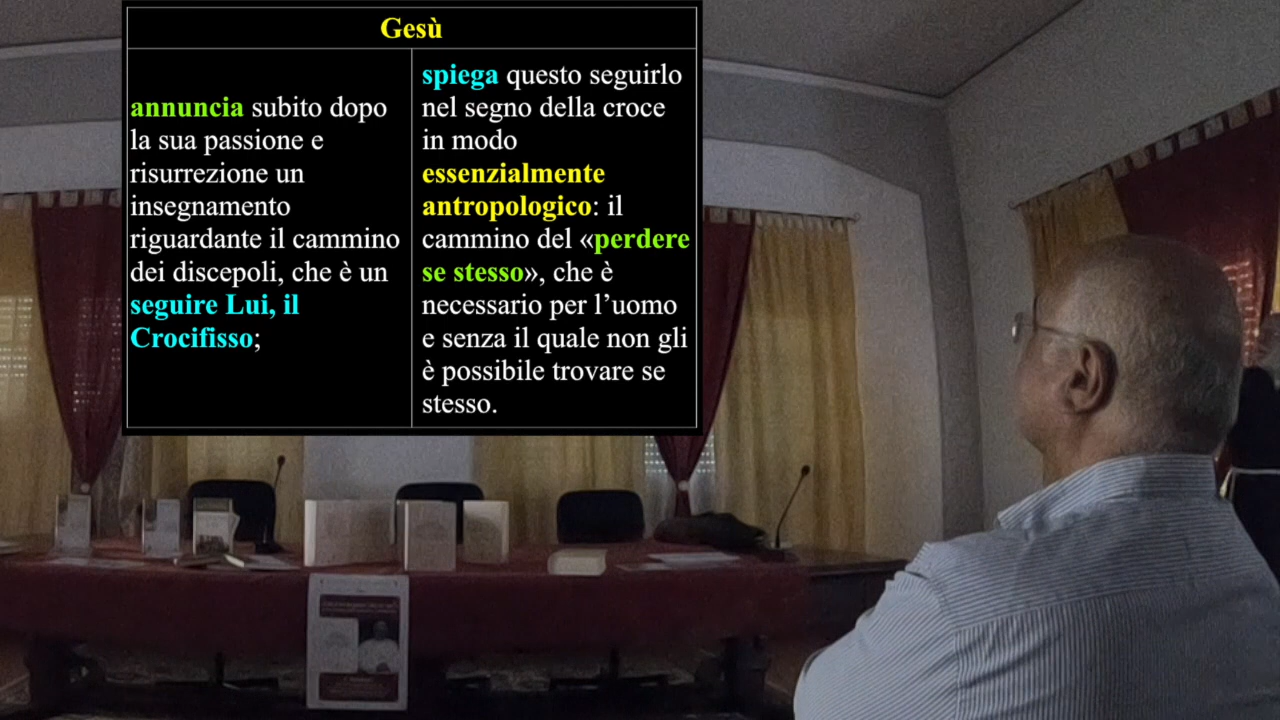 Gesù
annuncia subito dopo
la sua passione e
risurrezione un
insegnamento
riguardante il cammino
dei discepoli, che è un
seguire Lui, il
Crocifisso;
spiega questo seguirlo
nel segno della croce
in modo
essenzialmente
antropologico: il
cammino del «perdere
se stesso», che è
necessario per l’uomo
e senza il quale non gli
è possibile trovare se
stesso.